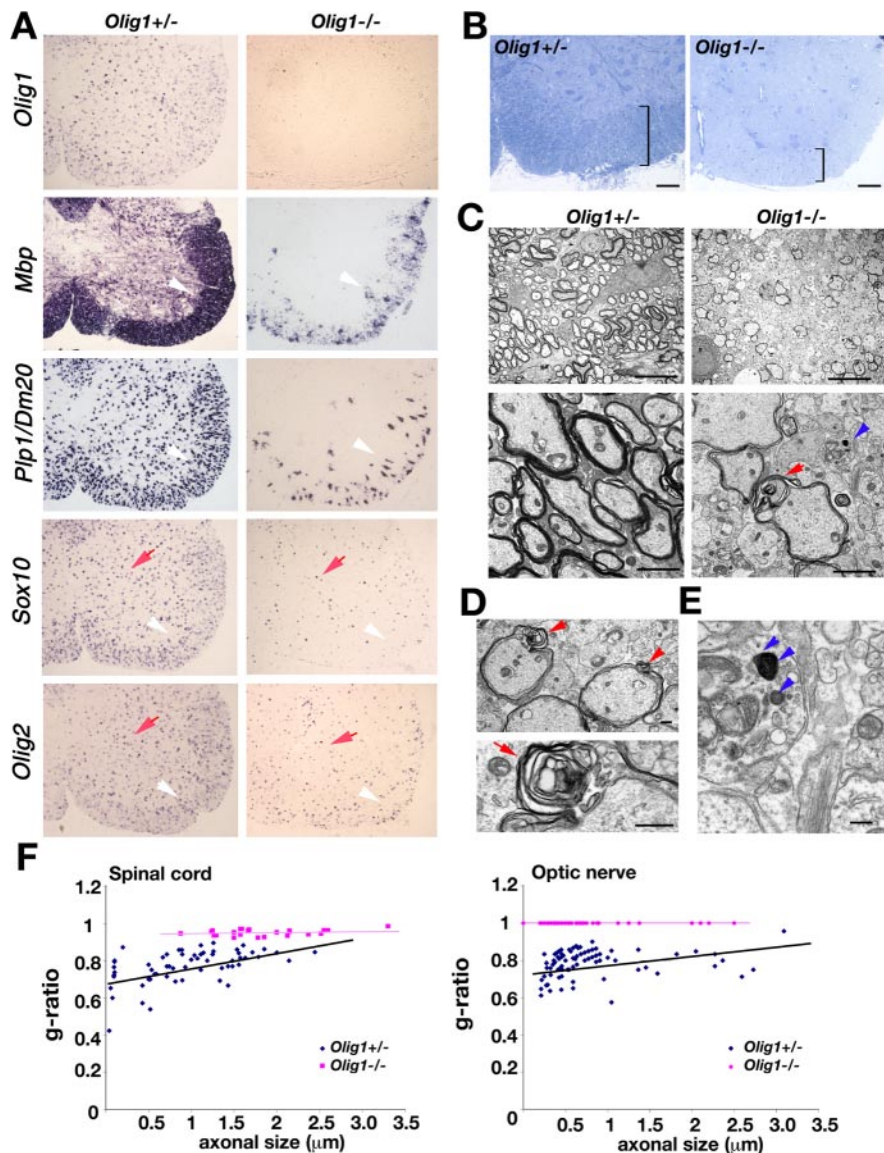 A
Olig1+/-
Olig1-/-
Olig1
Mbp
Plp1/Dm20
Sox10
Olig2
B
Olig1+/-
Olig1-/-
C
Olig1+/-
Olig1-/-
D
E
F
Spinal cord
1.2
1
0.8
0.6
0.4
0.2
0
g-ratio
Olig1+/-
Olig1-/-
0.5
1
1.5
2
2.5
3.0
3.5
axonal size (μm)
Optic nerve
1.2
1
0.8
0.6
0.4
0.2
0
g-ratio
Olig1+/-
Olig1-/-
0.5
1
1.5
2
2.5
3
3.5
axonal size (μm)